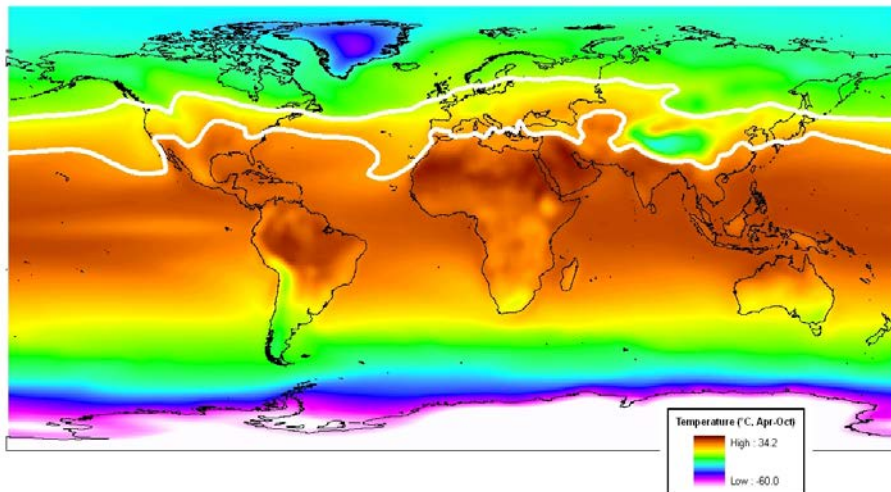 Temperature (°C, Apr-Oct)
High : 34.2
Low : -60.0